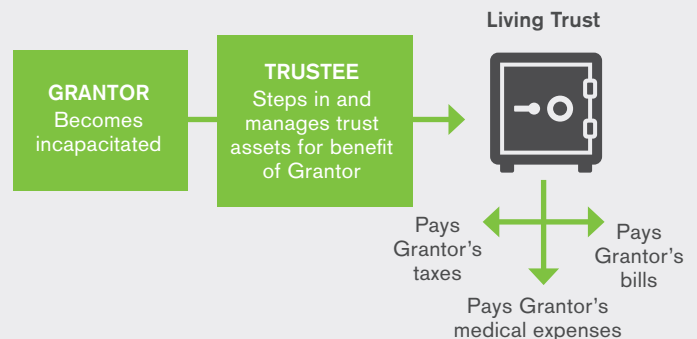 Living Trust
GRANTOR
Becomes
incapacitated
TRUSTEE
Steps in and
manages trust
assets for benefit
of Grantor
Pays
Grantor’s
taxes
Pays
Grantor’s
bills
Pays Grantor’s
medical expenses